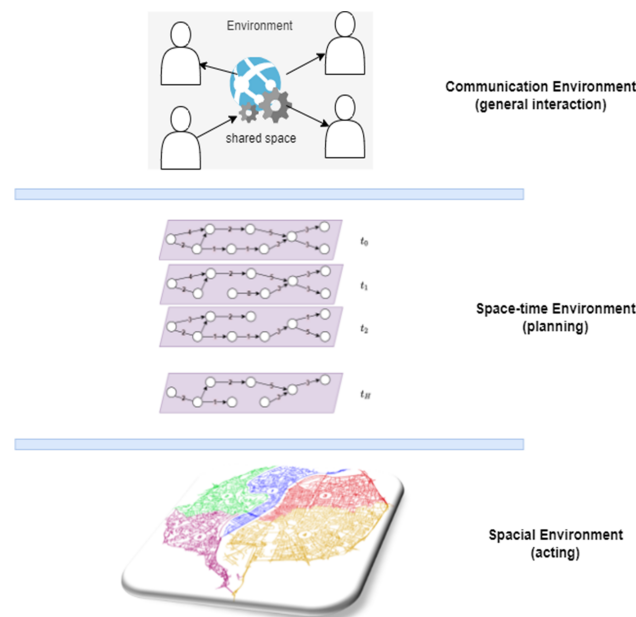 Environment
shared space
Communication Environment
(general interaction)
t0
t1
t2
tH
Space-time Environment
(planning)
Spacial Environment
(acting)